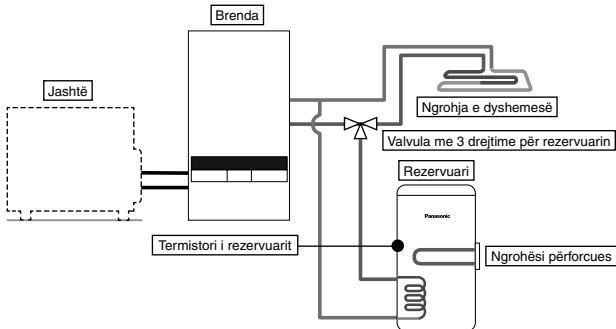 Brenda
Jashtë
Ngrohja e dyshemesë
Valvula me 3 drejtime për rezervuarin
Rezervuari
Panasonic
Termistori i rezervuarit
Ngrohësi përforcues